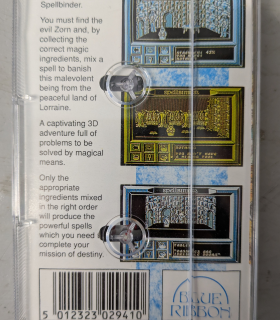 Spellbinder.
You must find the
evil Zorn and, by
collecting the
correct magic
ingredients, mix a
spell to banish
this malevolent
being from the
peaceful land of
Lorraine.
A captivating 3D
adventure full of
problems to be
solved by magical
means.
Only the
appropriate
ingredients mixed
in the right order
will produce the
powerful spells
which you need
complete your
mission of destiny.
5 012323 029410
BLUE
RIBBON